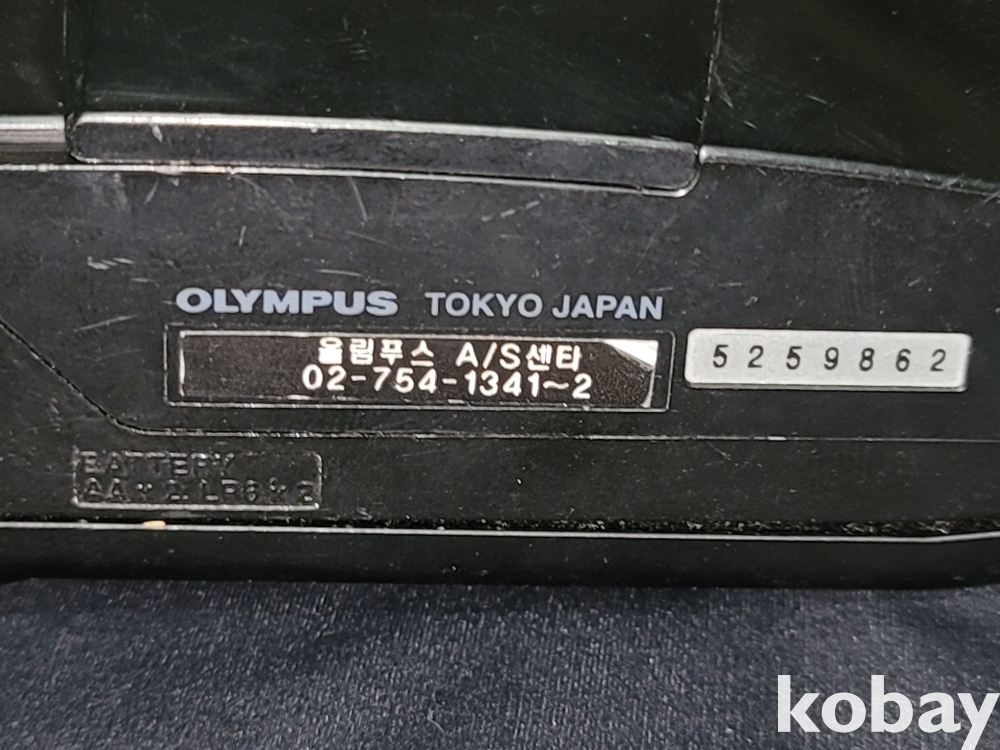 OLYMPUS TOKYO JAPAN
올림푸스 A/S센타
02-754-1341~2
5259862
BATTERY
AA×2. LR6×2
kobay